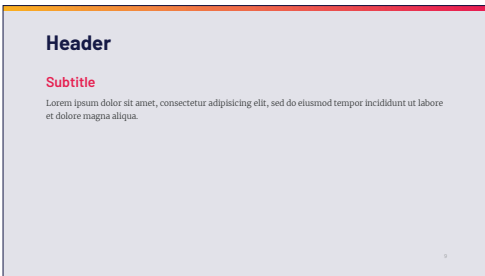 Header
Subtitle
Lorem ipsum dolor sit amet, consectetur adipisicing elit, sed do eiusmod tempor incididunt ut labore
et dolore magna aliqua.